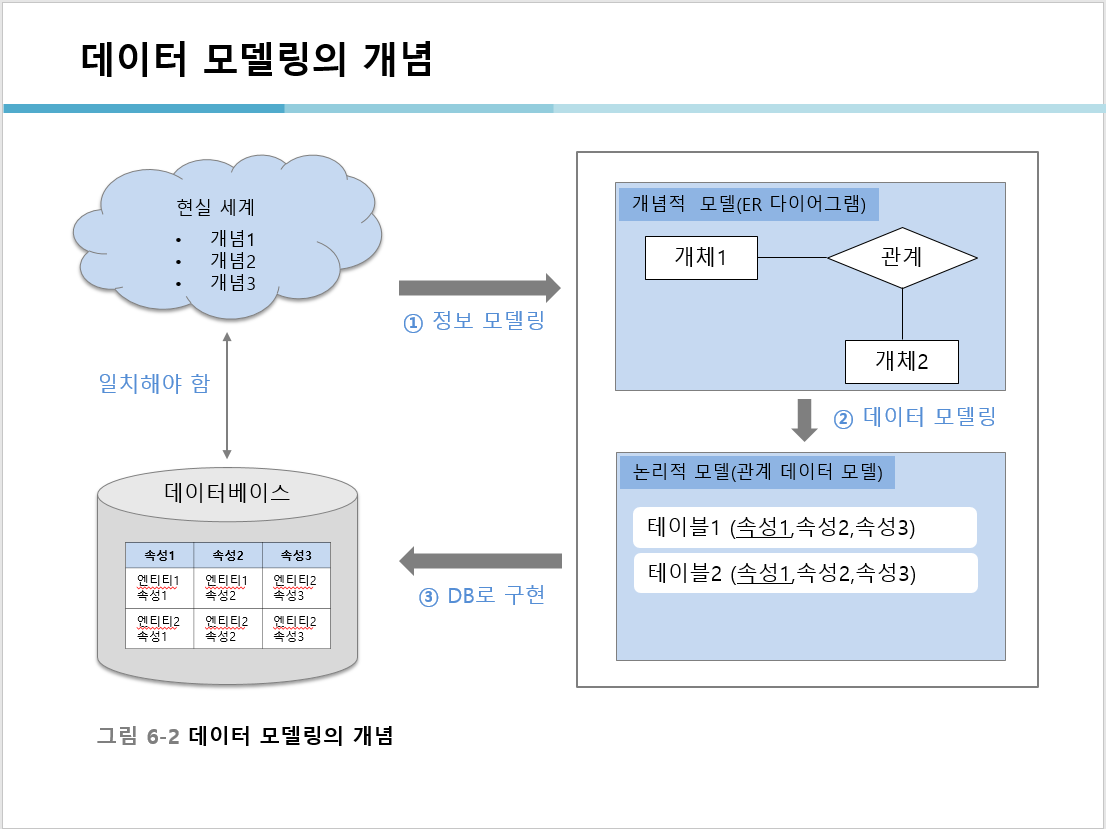 데이터 모델링의 개념
현실 세계
• 개념1
• 개념2
• 개념3
① 정보 모델링
개념적 모델(ER 다이어그램)
개체1
관계
개체2
② 데이터 모델링
논리적 모델(관계 데이터 모델)
테이블1 (속성1,속성2,속성3)
테이블2 (속성1,속성2,속성3)
③ DB로 구현
일치해야 함
데이터베이스
속성1 속성2 속성3
엔티티1 엔티티1 엔티티2
속성1 속성2 속성3
엔티티2 엔티티2 엔티티2
속성1 속성2 속성3
그림 6-2 데이터 모델링의 개념